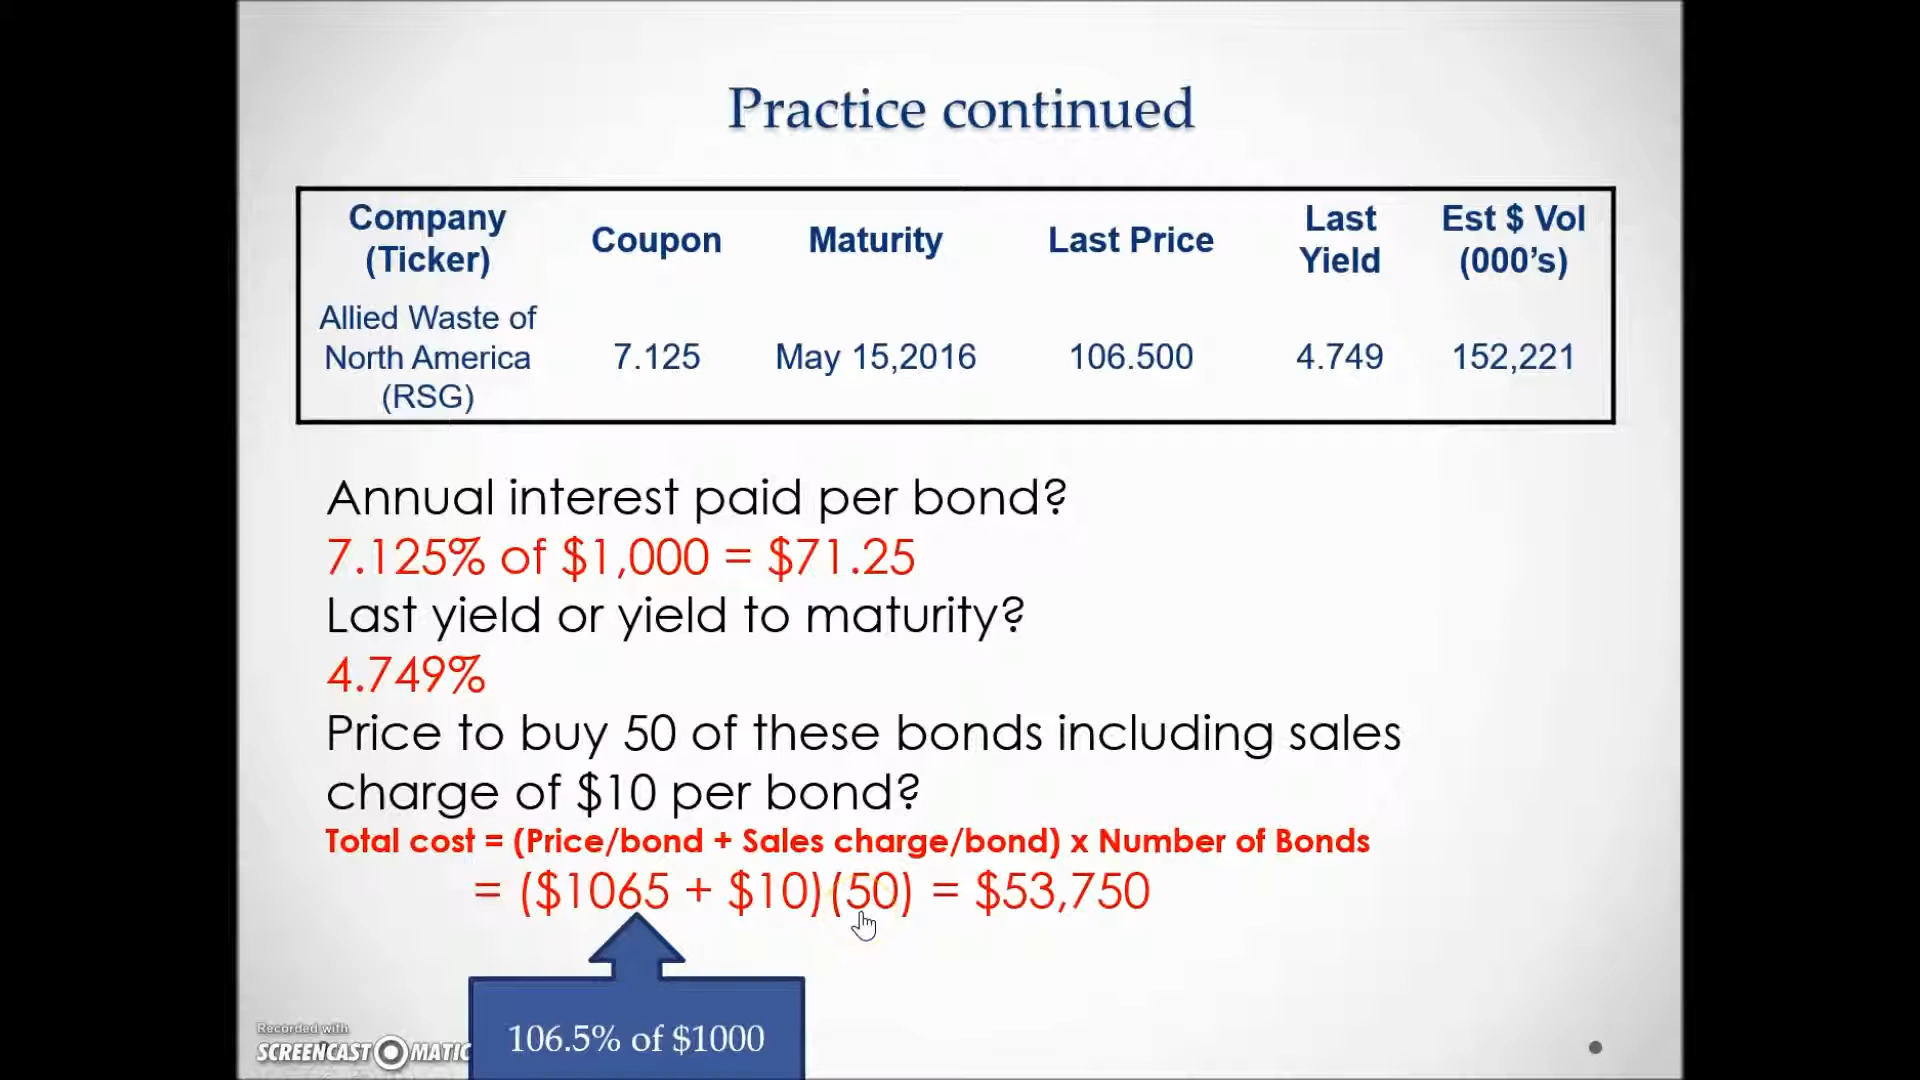 Practice continued
Company (Ticker) Coupon Maturity Last Price Last Yield Est $ Vol (000’s)
Allied Waste of North America (RSG) 7.125 May 15,2016 106.500 4.749 152,221
Annual interest paid per bond?
7.125% of $1,000 = $71.25
Last yield or yield to maturity?
4.749%
Price to buy 50 of these bonds including sales
charge of $10 per bond?
Total cost = (Price/bond + Sales charge/bond) x Number of Bonds
= ($1065 + $10)(50) = $53,750
106.5% of $1000
Recorded with
SCREENCAST MATIC